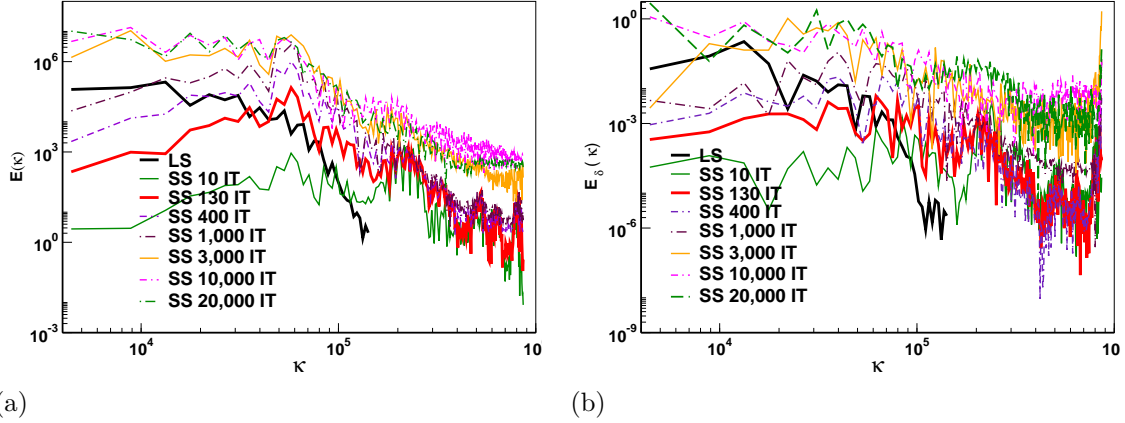 E(κ)
10^6
10^3
10^0
10^-3
LS
SS 10 IT
SS 130 IT
SS 400 IT
SS 1,000 IT
SS 3,000 IT
SS 10,000 IT
SS 20,000 IT
10^4
10^5
10
κ
(a)
E_δ(κ)
10^0
10^-3
10^-6
10^-9
LS
SS 10 IT
SS 130 IT
SS 400 IT
SS 1,000 IT
SS 3,000 IT
SS 10,000 IT
SS 20,000 IT
10^4
10^5
10
κ
(b)